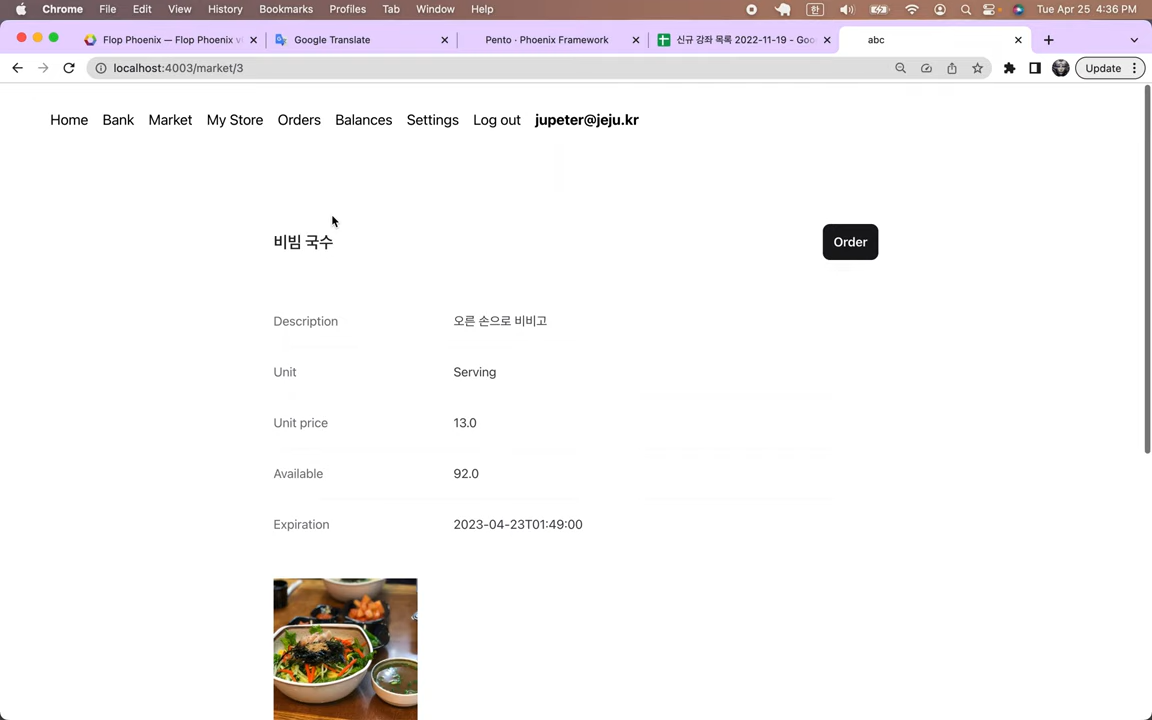 Chrome File Edit View History Bookmarks Profiles Tab Window Help 한 Tue Apr 25 4:36 PM
Flop Phoenix — Flop Phoenix v Google Translate Pento · Phoenix Framework 신규 강좌 목록 2022-11-19 - Goo abc
localhost:4003/market/3 Update
Home Bank Market My Store Orders Balances Settings Log out jupeter@jeju.kr
비빔 국수 Order
Description 오른 손으로 비비고
Unit Serving
Unit price 13.0
Available 92.0
Expiration 2023-04-23T01:49:00